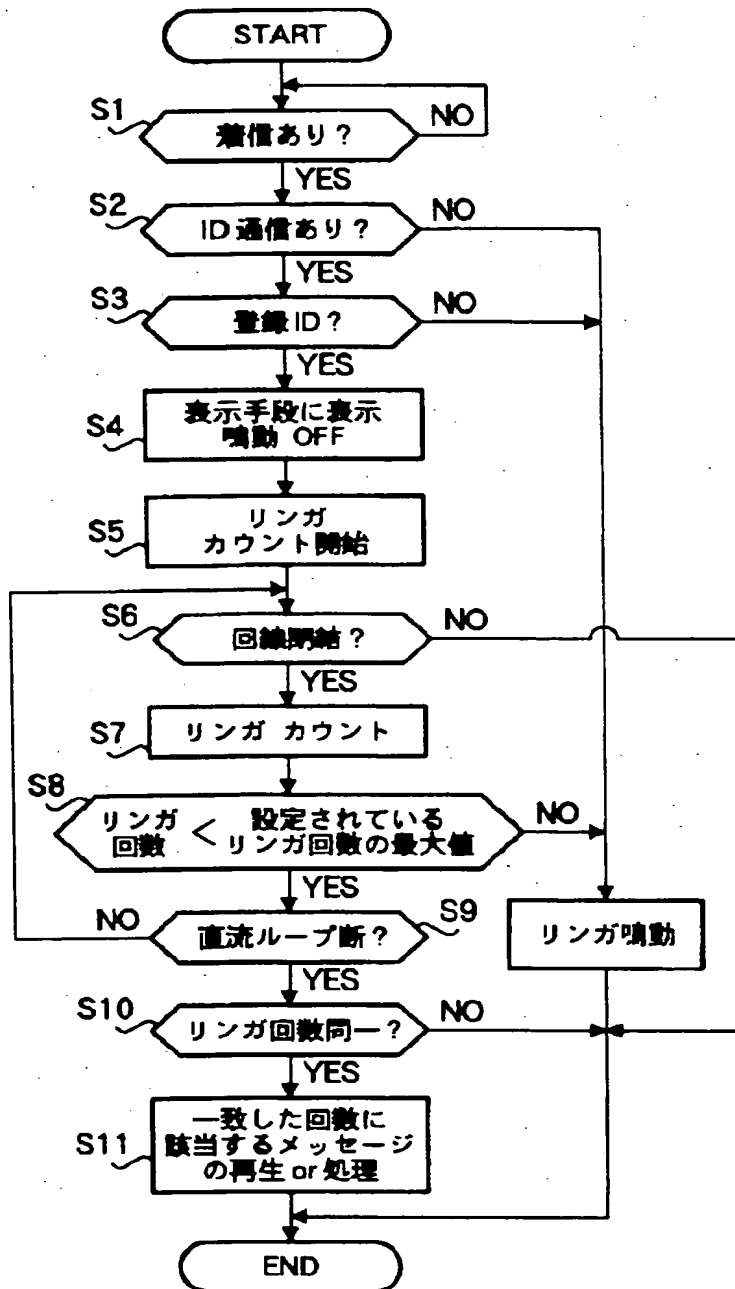 START
S1
着信あり？
NO
YES
S2
ID通信あり？
NO
YES
S3
登録ID？
NO
YES
S4
表示手段に表示
鳴動 OFF
S5
リンガ
カウント開始
S6
回線閉結？
NO
YES
S7
リンガ カウント
S8
リンガ
回数
<
設定されている
リンガ回数の最大値
NO
YES
NO
直流ループ断？
S9
リンガ鳴動
YES
S10
リンガ回数同一？
NO
YES
S11
一致した回数に
該当するメッセージ
の再生or処理
END